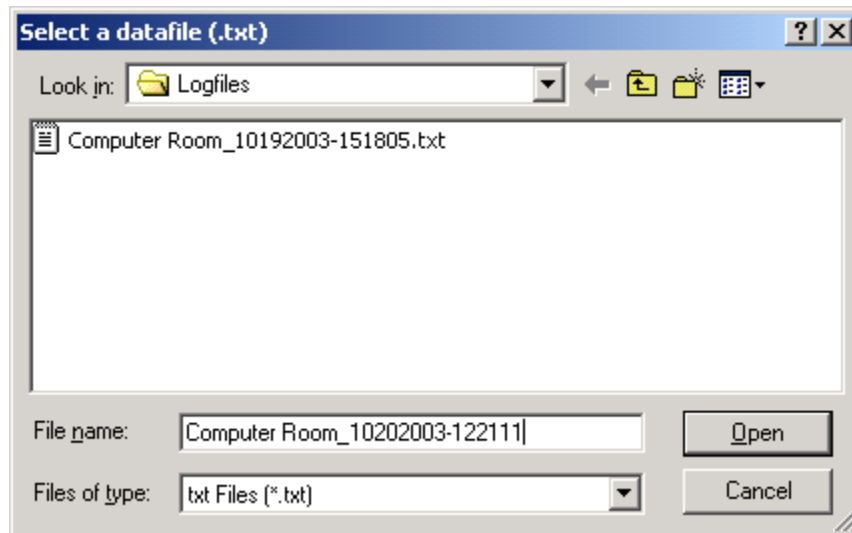 Select a datafile (.txt)
Look in: Logfiles
Computer Room_10192003-151805.txt
File name: Computer Room_10202003-122111 Open
Files of type: txt Files (*.txt) Cancel